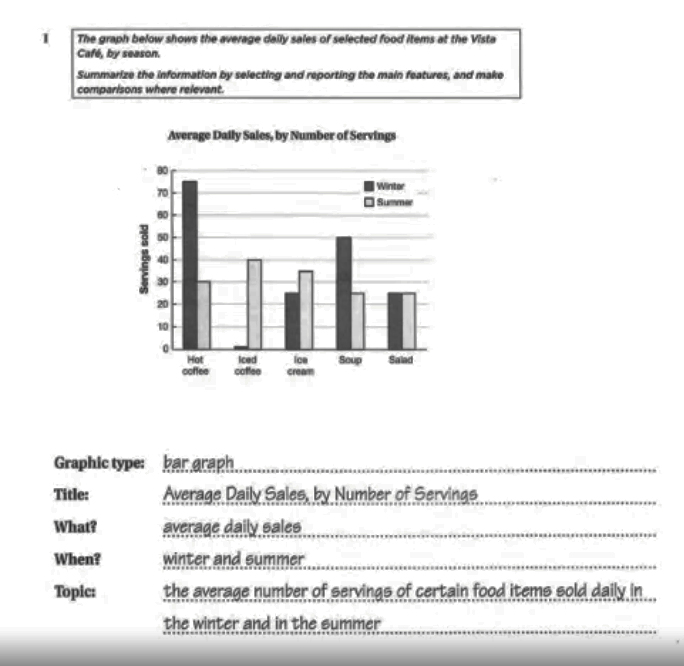 1
The graph below shows the average daily sales of selected food items at the Vista
Café, by season.
Summarize the information by selecting and reporting the main features, and make
comparisons where relevant.
Average Daily Sales, by Number of Servings
80
70
60
50
40
30
20
10
0
Servings sold
Winter
Summer
Hot
coffee
Iced
coffee
Ice
cream
Soup
Salad
Graphic type: bar graph
Title: Average Daily Sales, by Number of Servings
What? average daily sales
When? winter and summer
Topic: the average number of servings of certain food items sold daily in
the winter and in the summer